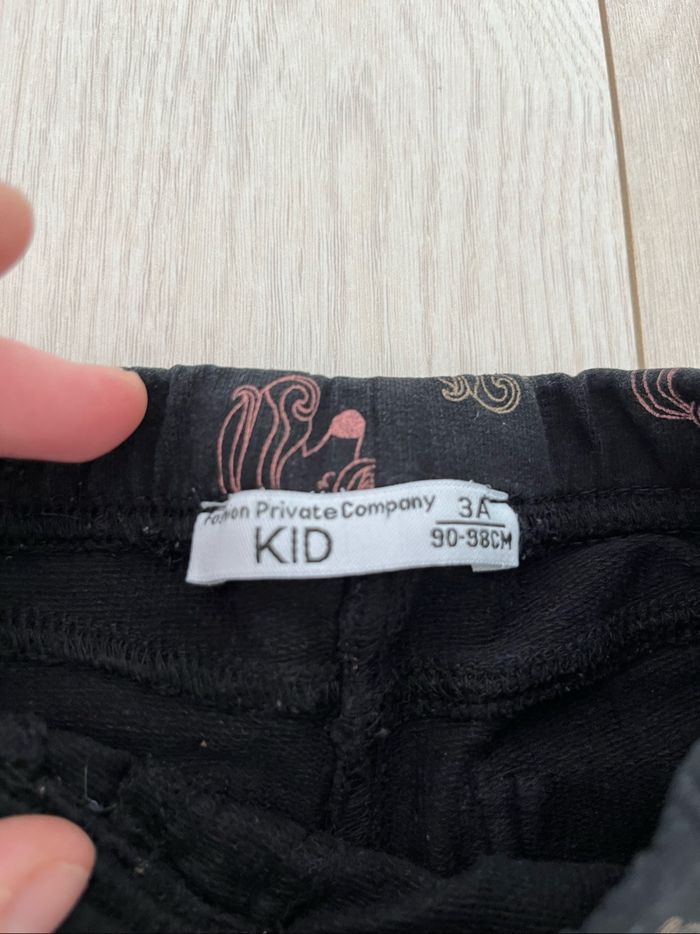 Fashion Private Company
KID
3A
90-98CM